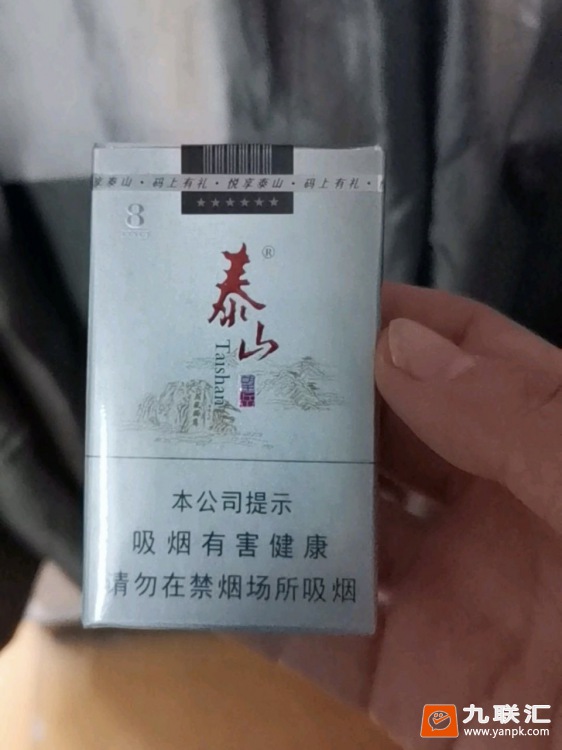 享泰山·码上有礼·悦享泰山·码上有礼·
8
泰山®
Taishan
望岳
本公司提示
吸烟有害健康
请勿在禁烟场所吸烟
九联汇
www.yanpk.com